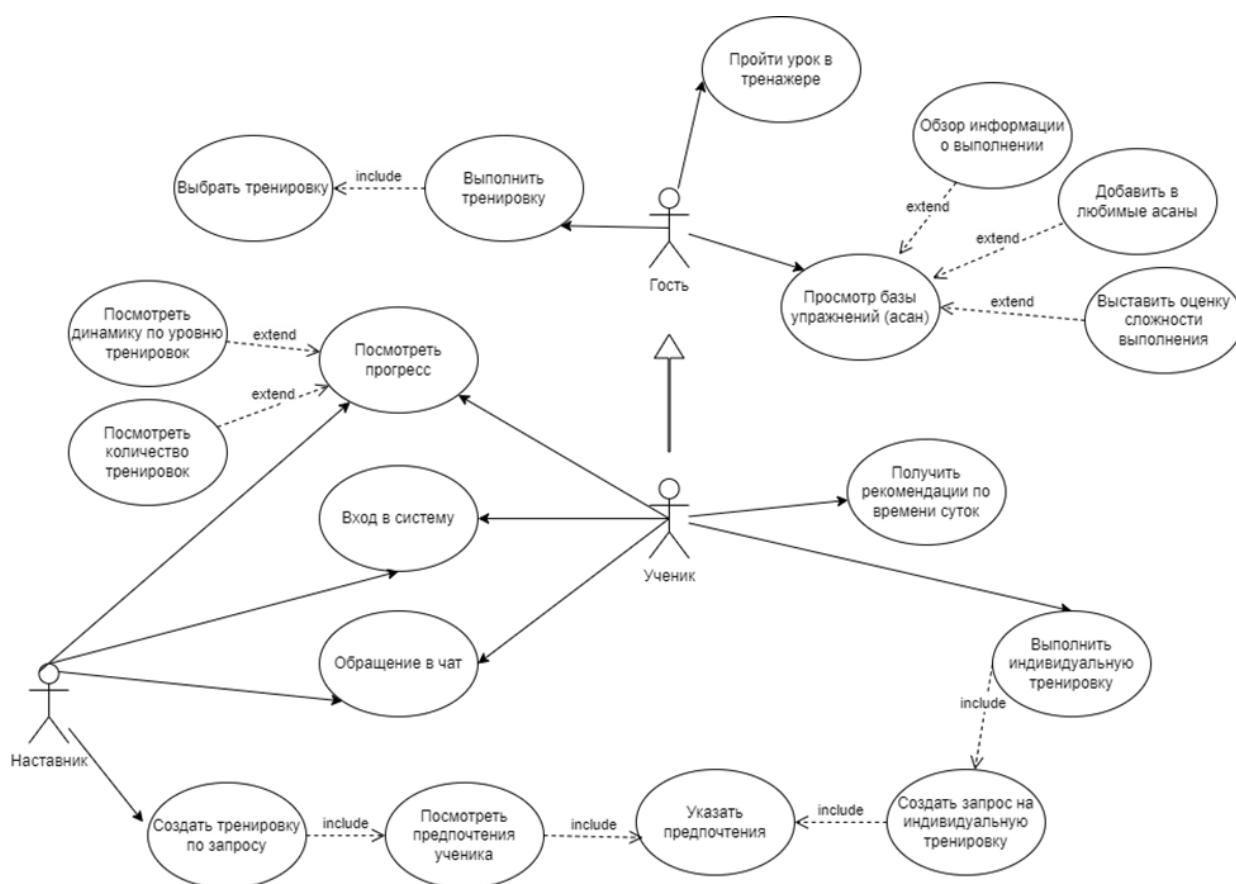 Пройти урок в
тренажере
Обзор информации
о выполнении
Выбрать тренировку
include
Выполнить
тренировку
Добавить в
любимые асаны
extend
extend
extend
Гость
Просмотр базы
упражнений (асан)
Выставить оценку
сложности
выполнения
Посмотреть
динамику по уровню
тренировок
extend
Посмотреть
прогресс
extend
Посмотреть
количество
тренировок
Получить
рекомендации по
времени суток
Вход в систему
Ученик
Обращение в чат
Выполнить
индивидуальную
тренировку
include
Наставник
Создать тренировку
по запросу
include
Посмотреть
предпочтения
ученика
include
Указать
предпочтения
include
Создать запрос на
индивидуальную
тренировку